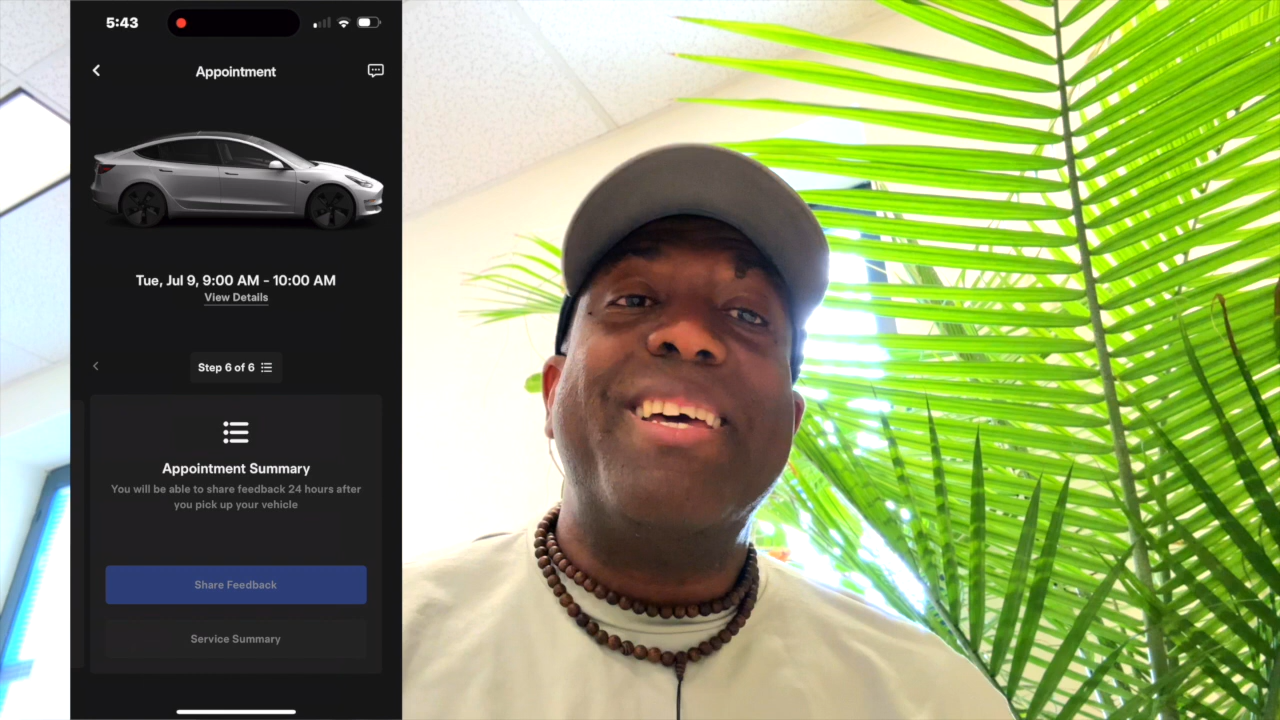 5:43
Appointment
Tue, Jul 9, 9:00 AM - 10:00 AM
View Details
Step 6 of 6
Appointment Summary
You will be able to share feedback 24 hours after
you pick up your vehicle
Share Feedback
Service Summary